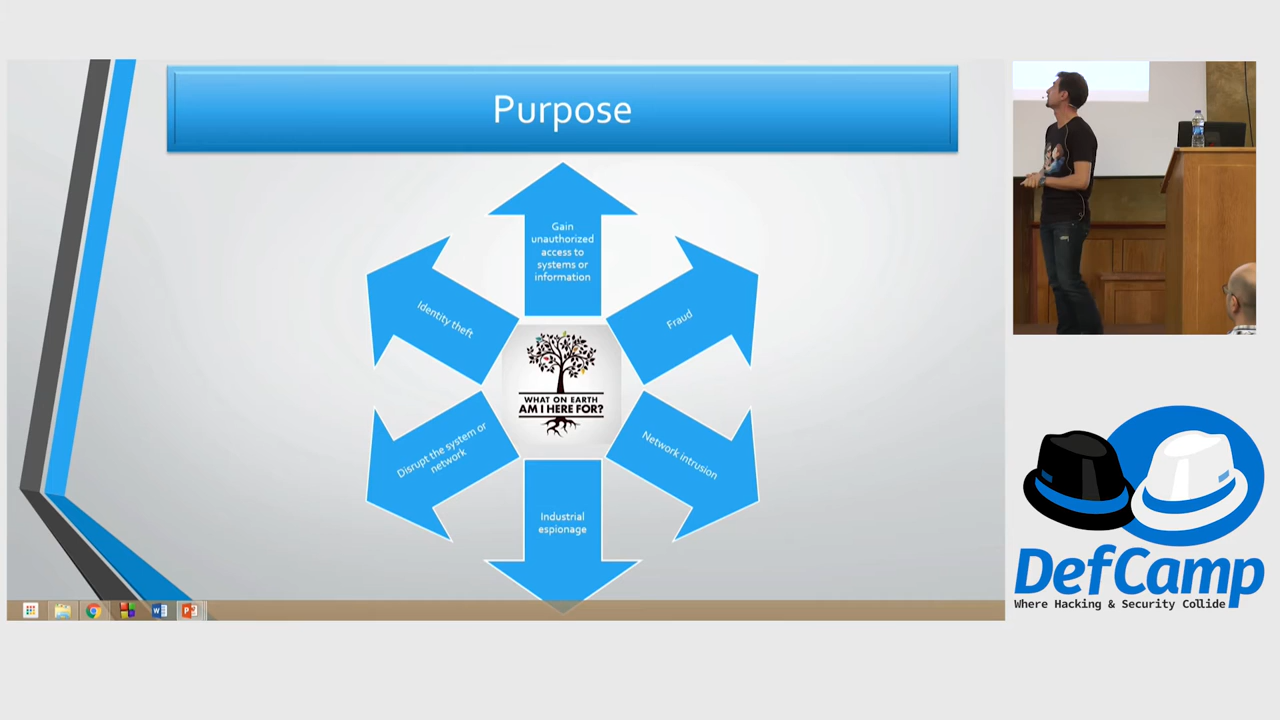 Purpose
Gain
unauthorized
access to
systems or
information
Identity theft
Fraud
WHAT ON EARTH
AM I HERE FOR?
Disrupt the system or
network
Network intrusion
Industrial
espionage
DefCamp
Where Hacking & Security Collide